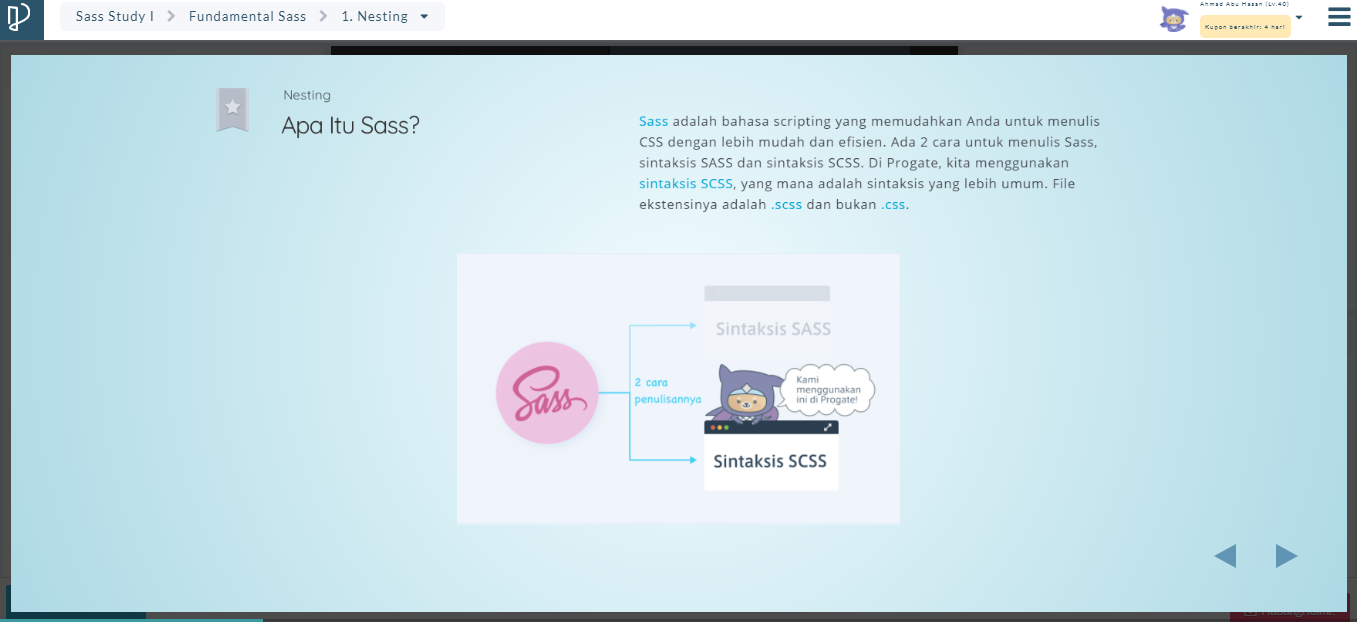 Sass Study I
Fundamental Sass
1. Nesting
Ahmad Abu Hasan (Lv.40)
Kupon berakhir: 4 hari
Nesting
Apa Itu Sass?
Sass adalah bahasa scripting yang memudahkan Anda untuk menulis
CSS dengan lebih mudah dan efisien. Ada 2 cara untuk menulis Sass,
sintaksis SASS dan sintaksis SCSS. Di Progate, kita menggunakan
sintaksis SCSS, yang mana adalah sintaksis yang lebih umum. File
ekstensinya adalah .scss dan bukan .css.
Sintaksis SASS
Sass
2 cara
penulisannya
Kami
menggunakan
ini di Progate!
Sintaksis SCSS